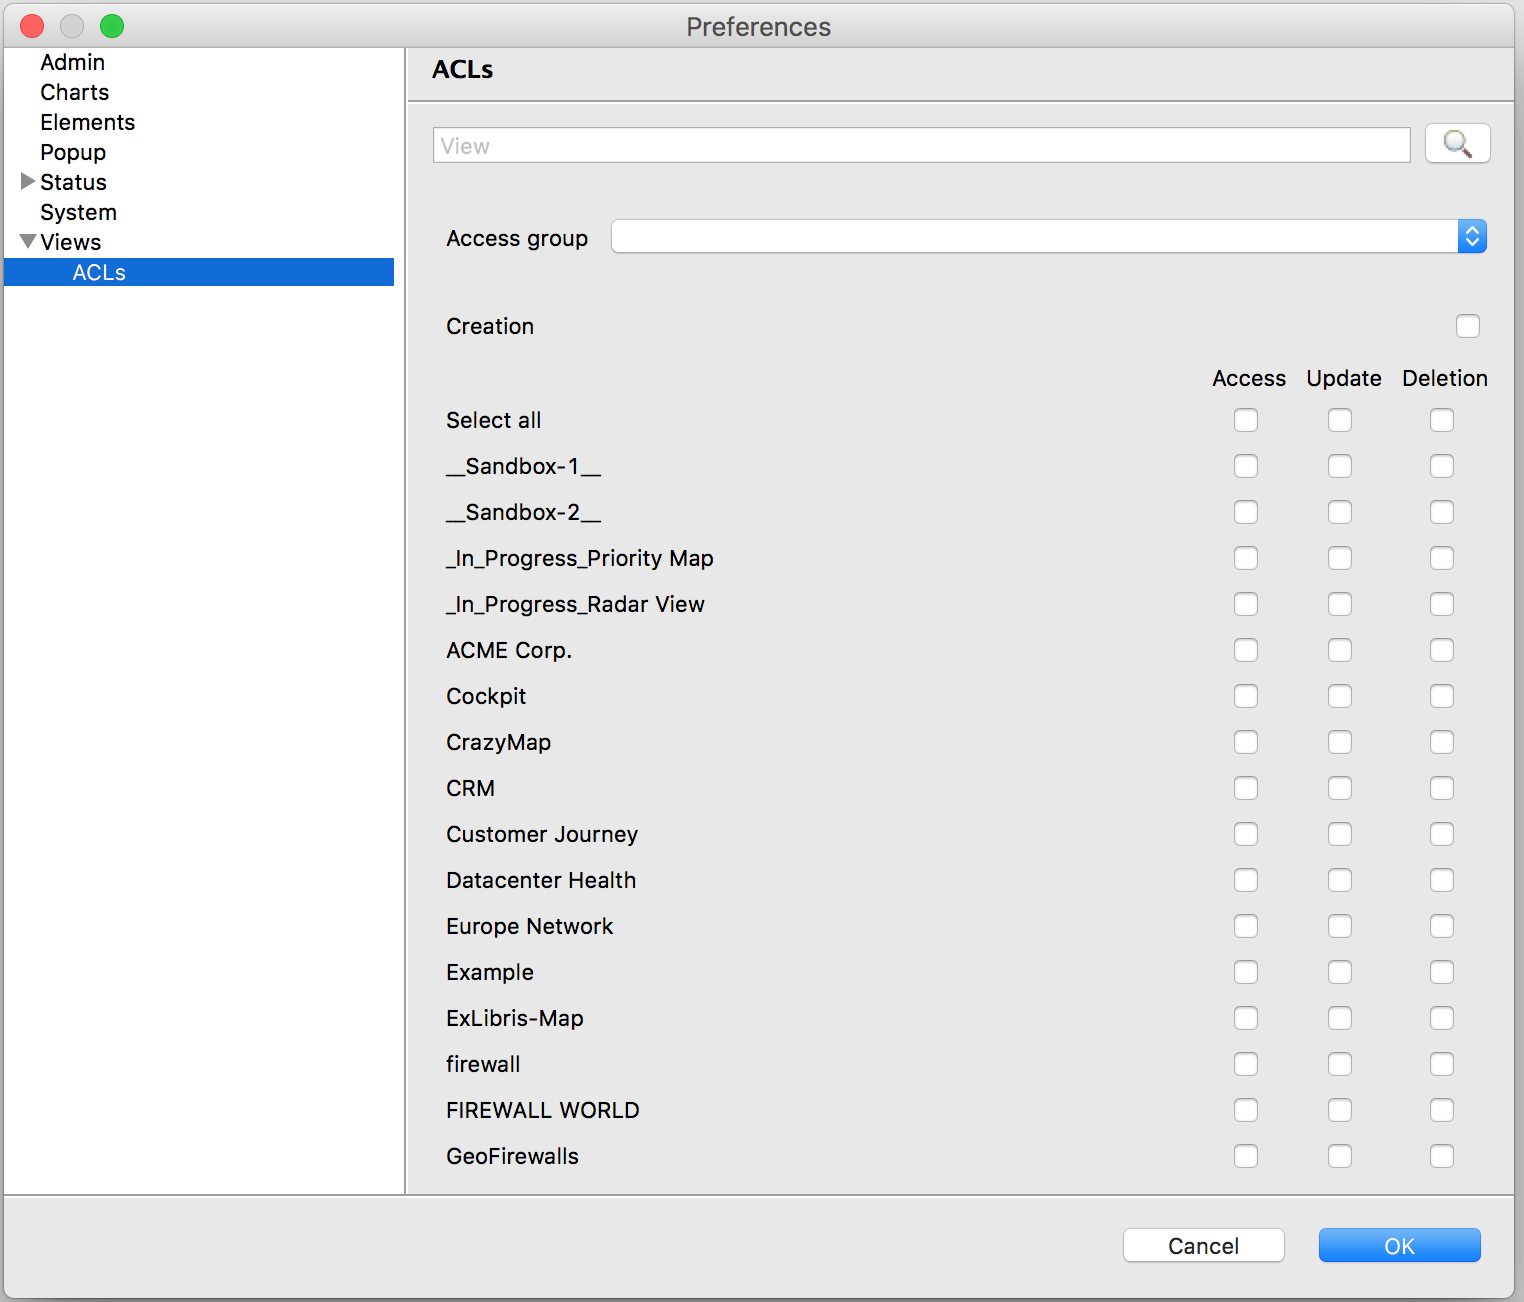 Preferences
Admin
Charts
Elements
Popup
Status
System
Views
ACLs
ACLs
View
Access group
Creation
Access Update Deletion
Select all
__Sandbox-1__
__Sandbox-2__
_In_Progress_Priority Map
_In_Progress_Radar View
ACME Corp.
Cockpit
CrazyMap
CRM
Customer Journey
Datacenter Health
Europe Network
Example
ExLibris-Map
firewall
FIREWALL WORLD
GeoFirewalls
Cancel OK